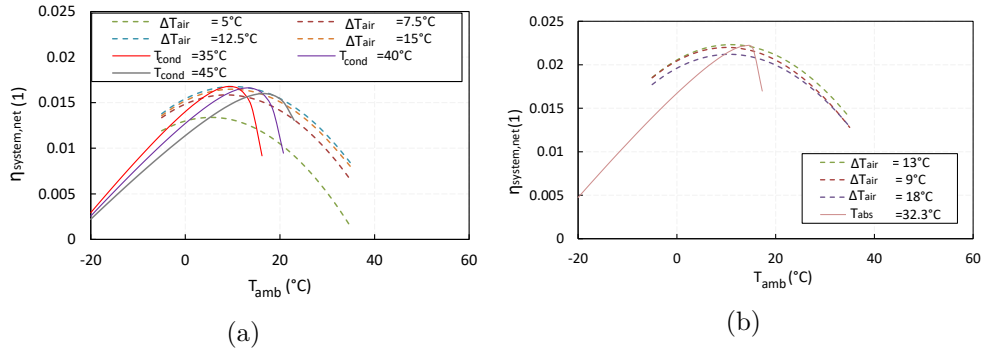 (a)
0.025
0.02
0.015
0.01
0.005
0
ηsystem,net (1)
ΔTair = 5°C
ΔTair = 7.5°C
ΔTair = 12.5°C
ΔTair = 15°C
Tcond = 35°C
Tcond = 40°C
Tcond = 45°C
-20 0 20 40 60
Tamb (°C)
(a)
(b)
0.025
0.02
0.015
0.01
0.005
0
ηsystem,net (1)
ΔTair = 13°C
ΔTair = 9°C
ΔTair = 18°C
Tabs =32.3°C
-20 0 20 40 60
Tamb (°C)
(b)